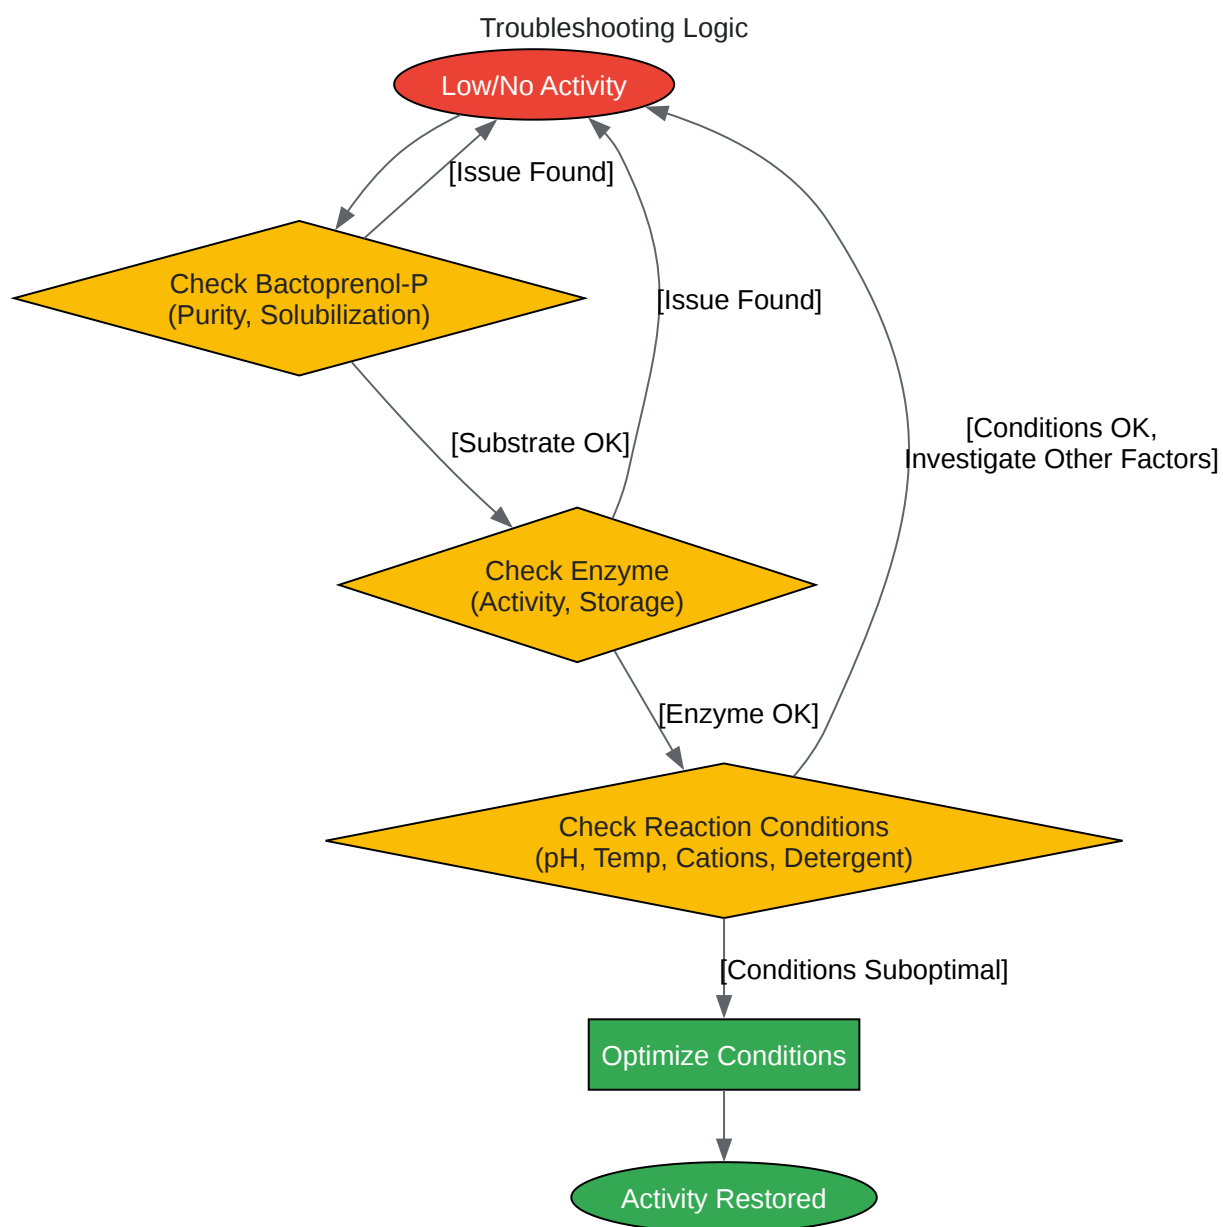 Troubleshooting Logic
Low/No Activity
[Issue Found]
Check Bactoprenol-P
(Purity, Solubilization)
[Issue Found]
[Substrate OK]
[Conditions OK,
Investigate Other Factors]
Check Enzyme
(Activity, Storage)
[Enzyme OK]
Check Reaction Conditions
(pH, Temp, Cations, Detergent)
[Conditions Suboptimal]
Optimize Conditions
Activity Restored